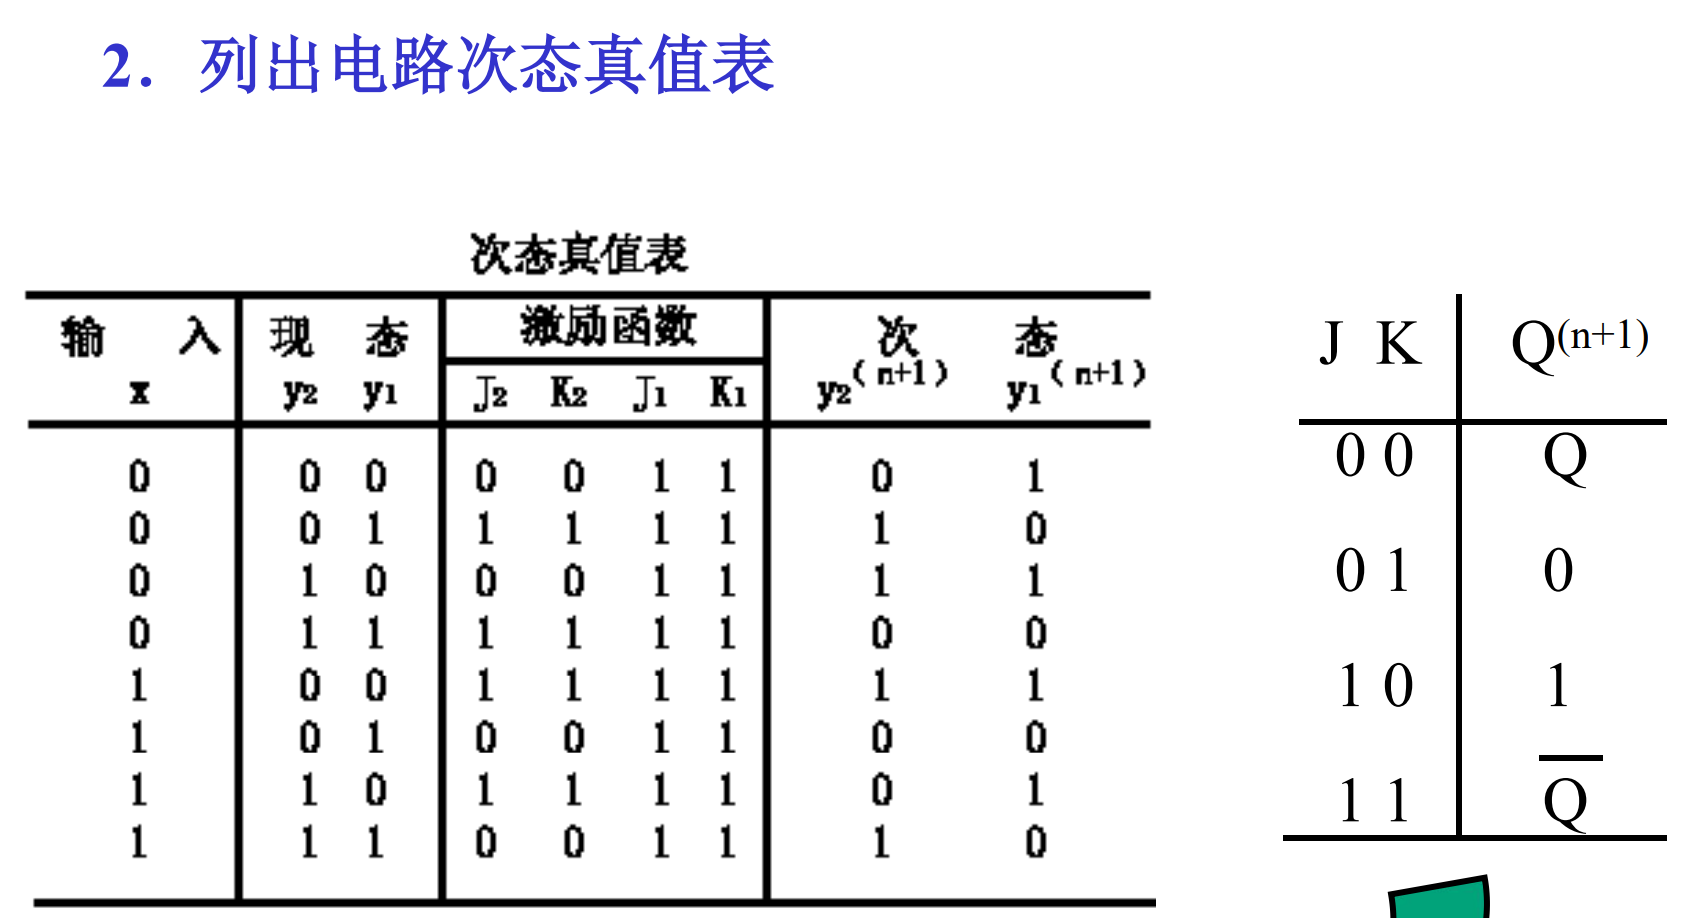 2. 列出电路次态真值表
次态真值表
输 入 现 态 激励函数 次 态
x y2 y1 J2 K2 J1 K1 y2(n+1) y1(n+1)
0 0 0 0 0 1 1 0 1
0 0 1 1 1 1 1 1 0
0 1 0 0 0 1 1 1 1
0 1 1 1 1 1 1 0 0
1 0 0 1 1 1 1 1 1
1 0 1 0 0 1 1 0 0
1 1 0 1 1 1 1 0 1
1 1 1 0 0 1 1 1 0
J K Q(n+1)
0 0 Q
0 1 0
1 0 1
1 1 Q̅